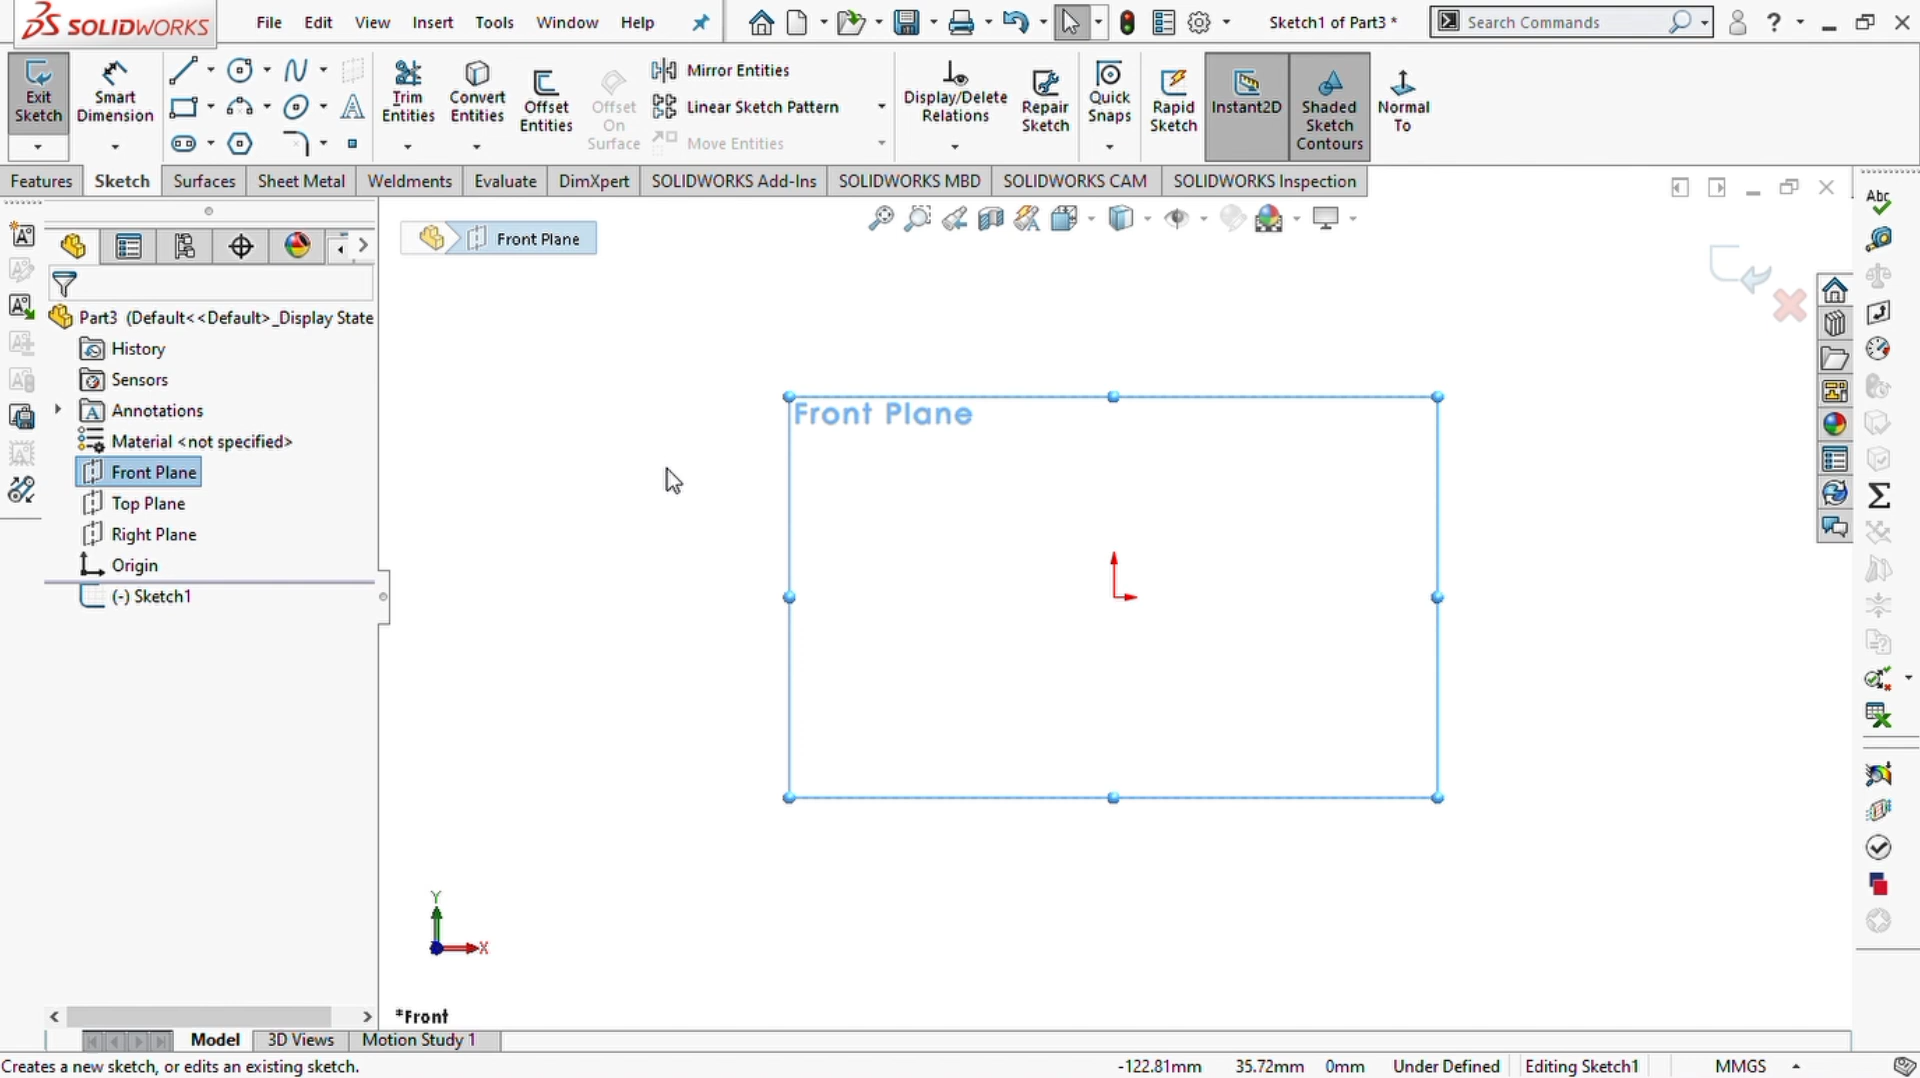 SOLIDWORKS
File Edit View Insert Tools Window Help
Sketch1 of Part3 *
Search Commands
?
Exit Sketch
Smart Dimension
Trim Entities
Convert Entities
Offset Entities
Offset On Surface
Mirror Entities
Linear Sketch Pattern
Move Entities
Display/Delete Relations
Repair Sketch
Quick Snaps
Rapid Sketch
Instant2D
Shaded Sketch Contours
Normal To
Features Sketch Surfaces Sheet Metal Weldments Evaluate DimXpert SOLIDWORKS Add-Ins SOLIDWORKS MBD SOLIDWORKS CAM SOLIDWORKS Inspection
Abc
Front Plane
Part3 (Default<<Default>_Display State
History
Sensors
Annotations
Material <not specified>
Front Plane
Top Plane
Right Plane
Origin
(-) Sketch1
Front Plane
Y
X
*Front
Model 3D Views Motion Study 1
Creates a new sketch, or edits an existing sketch.
-122.81mm 35.72mm 0mm Under Defined Editing Sketch1 MMGS